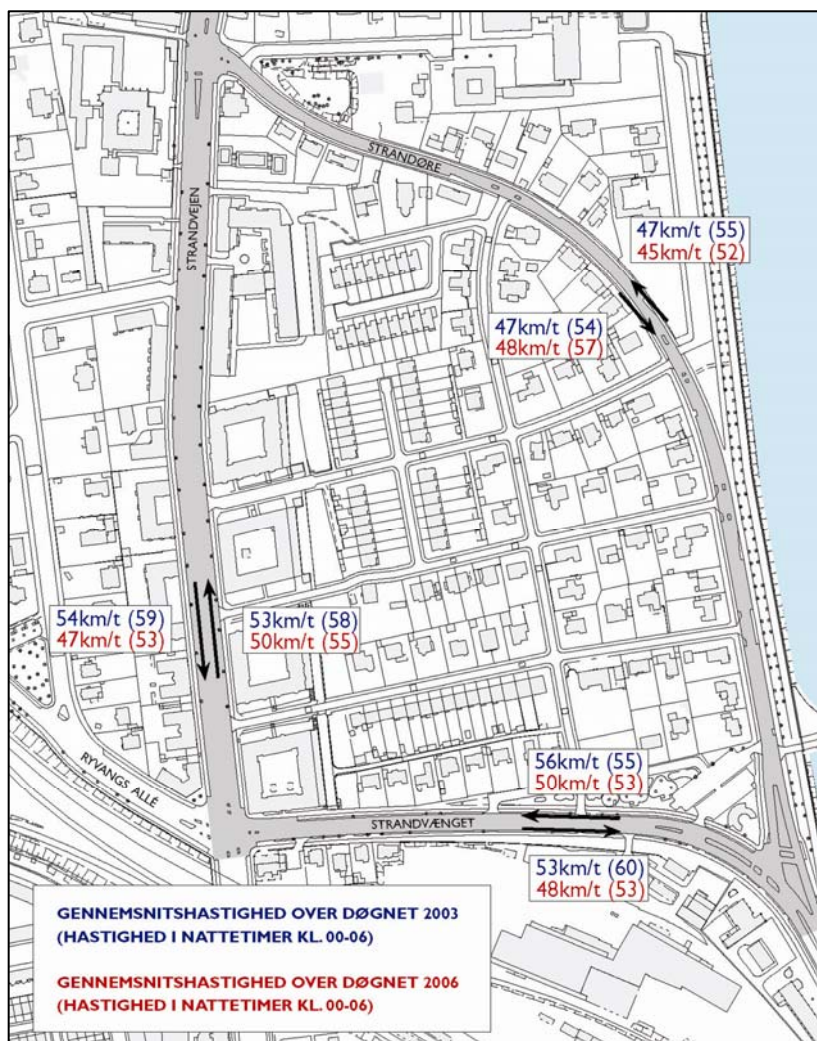 STRANDVEJEN
STRANDØRE
47km/t (55)
45km/t (52)
47km/t (54)
48km/t (57)
54km/t (59)
47km/t (53)
53km/t (58)
50km/t (55)
RYVANGS ALLÉ
56km/t (55)
50km/t (53)
STRANDVÆNGET
53km/t (60)
48km/t (53)
GENNEMSNITSHASTIGHED OVER DØGNET 2003
(HASTIGHED I NATTETIMER KL. 00-06)
GENNEMSNITSHASTIGHED OVER DØGNET 2006
(HASTIGHED I NATTETIMER KL. 00-06)